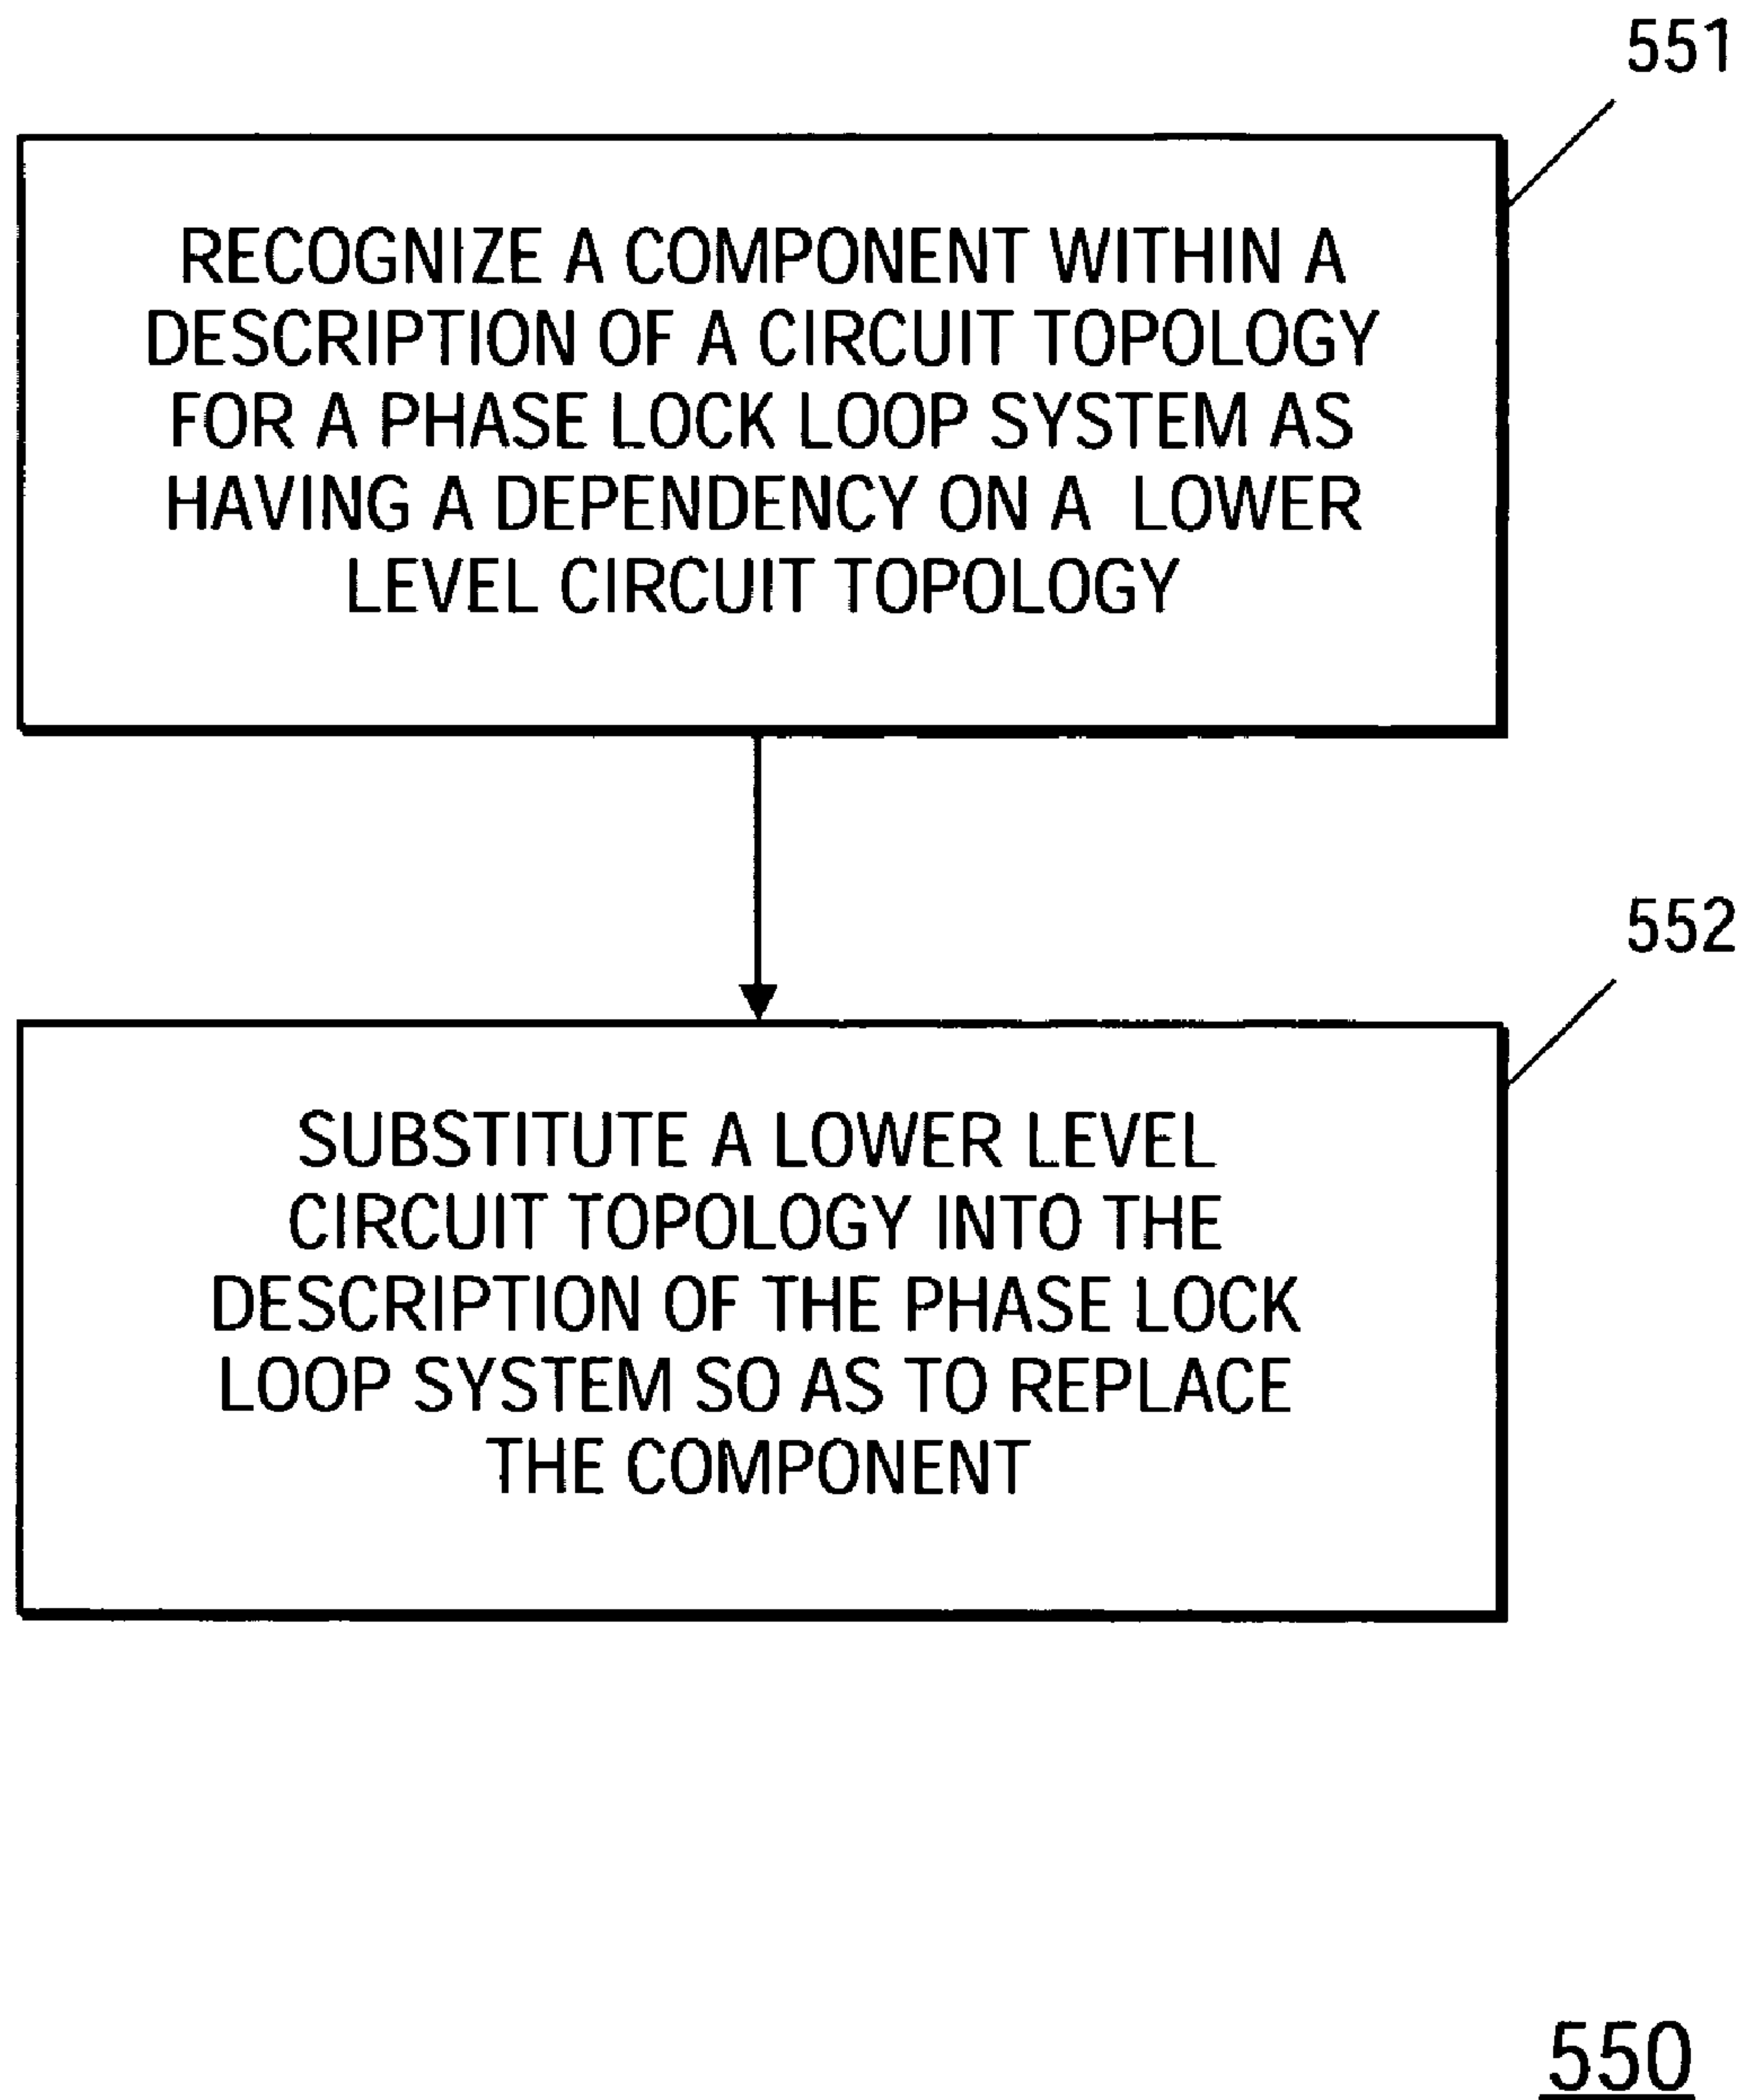 551
RECOGNIZE A COMPONENT WITHIN A
DESCRIPTION OF A CIRCUIT TOPOLOGY
FOR A PHASE LOCK LOOP SYSTEM AS
HAVING A DEPENDENCY ON A LOWER
LEVEL CIRCUIT TOPOLOGY
552
SUBSTITUTE A LOWER LEVEL
CIRCUIT TOPOLOGY INTO THE
DESCRIPTION OF THE PHASE LOCK
LOOP SYSTEM SO AS TO REPLACE
THE COMPONENT
550